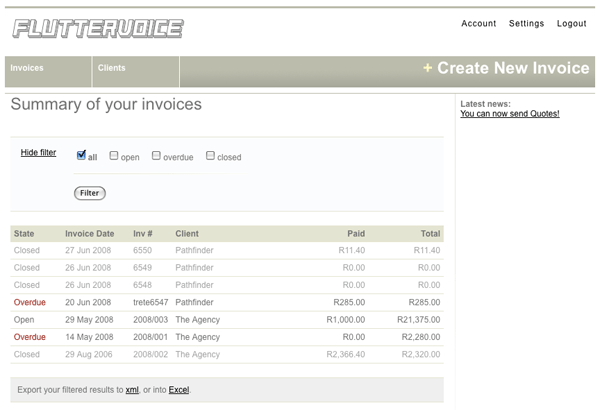 FLUTTERVOICE
Account Settings Logout
Invoices Clients + Create New Invoice
Summary of your invoices
Latest news:
You can now send Quotes!
Hide filter all open overdue closed
Filter
State Invoice Date Inv # Client Paid Total
Closed 27 Jun 2008 6550 Pathfinder R11.40 R11.40
Closed 26 Jun 2008 6549 Pathfinder R0.00 R0.00
Closed 26 Jun 2008 6548 Pathfinder R0.00 R0.00
Overdue 20 Jun 2008 trete6547 Pathfinder R285.00 R285.00
Open 29 May 2008 2008/003 The Agency R1,000.00 R21,375.00
Overdue 14 May 2008 2008/001 The Agency R0.00 R2,280.00
Closed 29 Aug 2006 2008/002 The Agency R2,366.40 R2,320.00
Export your filtered results to xml, or into Excel.